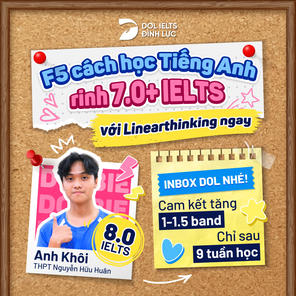 DOL IELTS
ĐÌNH LỰC
F5 cách học Tiếng Anh
rinh 7.0+ IELTS
với Linearthinking ngay
INBOX DOL NHÉ!
Cam kết tăng
1-1.5 band
Chỉ sau
9 tuần học
8.0
IELTS
Anh Khôi
THPT Nguyễn Hữu Huân